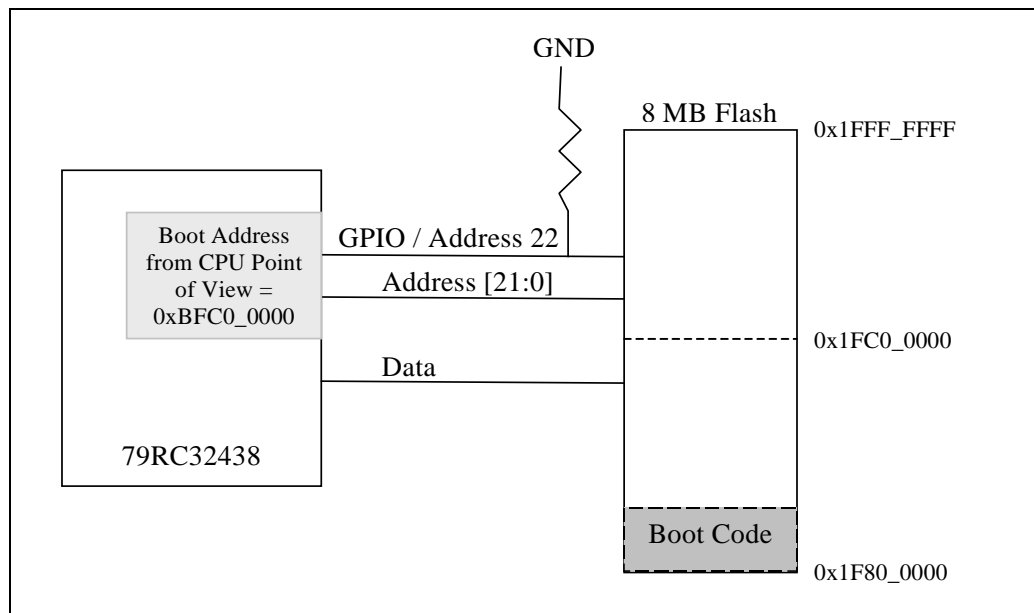 GND
8 MB Flash
0x1FFF_FFFF
Boot Address
from CPU Point
of View =
0xBFC0_0000
GPIO / Address 22
Address [21:0]
0x1FC0_0000
Data
79RC32438
Boot Code
0x1F80_0000